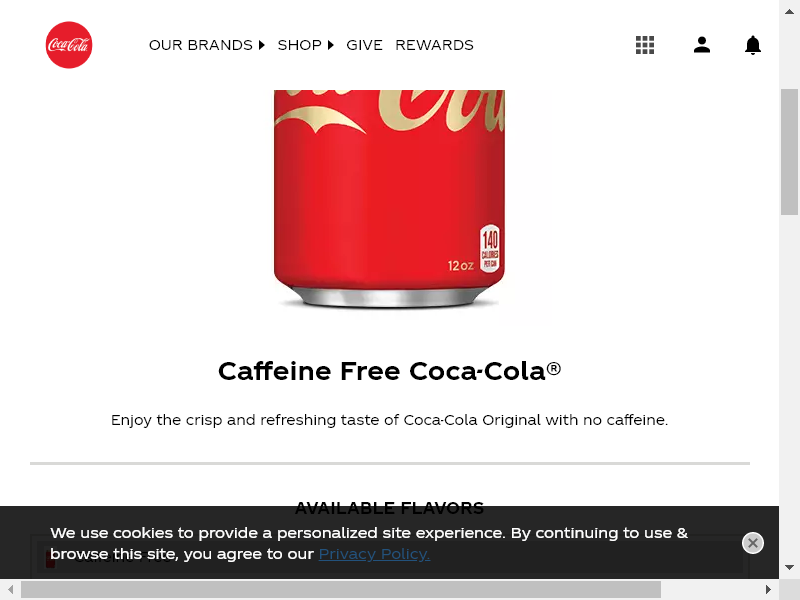 Coca-Cola
OUR BRANDS SHOP GIVE REWARDS
140
CALORIES
PER CAN
12 oz
Caffeine Free Coca-Cola®
Enjoy the crisp and refreshing taste of Coca-Cola Original with no caffeine.
AVAILABLE FLAVORS
We use cookies to provide a personalized site experience. By continuing to use &
browse this site, you agree to our Privacy Policy.
Caffeine Free